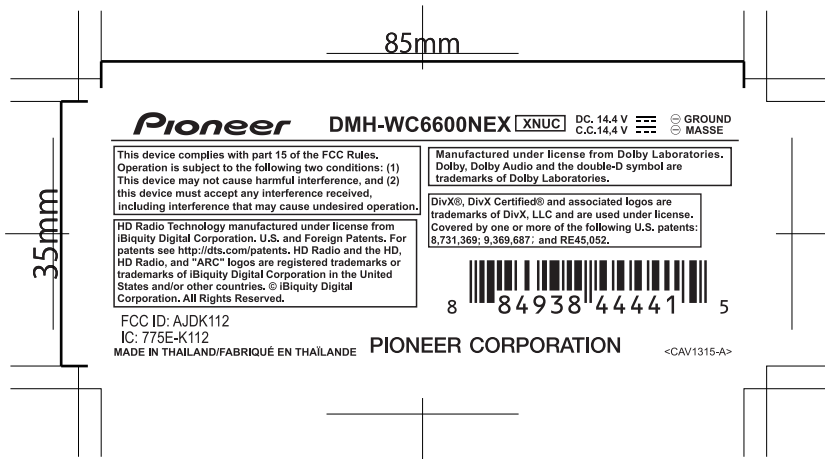 85mm
35mm
Pioneer DMH-WC6600NEX XNUC DC. 14.4 V ⊖ GROUND
C.C.14,4 V ⊖ MASSE
This device complies with part 15 of the FCC Rules.
Operation is subject to the following two conditions: (1)
This device may not cause harmful interference, and (2)
this device must accept any interference received,
including interference that may cause undesired operation.
HD Radio Technology manufactured under license from
iBiquity Digital Corporation. U.S. and Foreign Patents. For
patents see http://dts.com/patents. HD Radio and the HD,
HD Radio, and "ARC" logos are registered trademarks or
trademarks of iBiquity Digital Corporation in the United
States and/or other countries. © iBiquity Digital
Corporation. All Rights Reserved.
Manufactured under license from Dolby Laboratories.
Dolby, Dolby Audio and the double-D symbol are
trademarks of Dolby Laboratories.
DivX®, DivX Certified® and associated logos are
trademarks of DivX, LLC and are used under license.
Covered by one or more of the following U.S. patents:
8,731,369; 9,369,687; and RE45,052.
8 84938 44441 5
FCC ID: AJDK112
IC: 775E-K112
MADE IN THAILAND/FABRIQUÉ EN THAÏLANDE
PIONEER CORPORATION
<CAV1315-A>